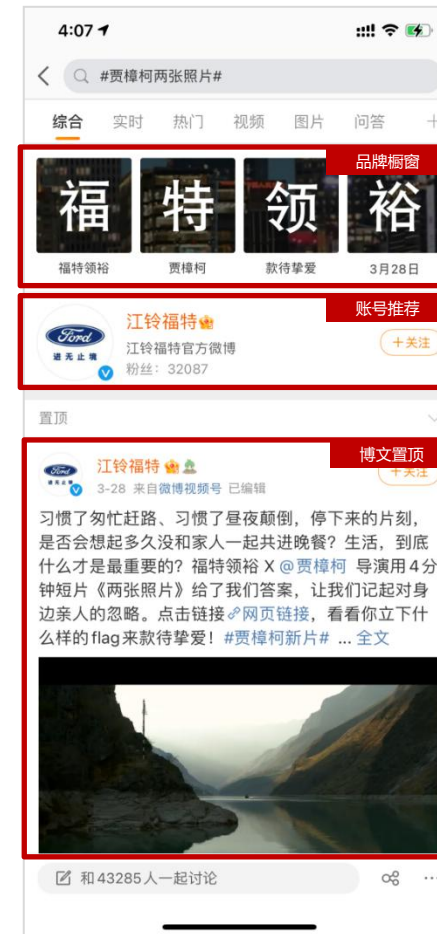 4:07
#贾樟柯两张照片#
综合 实时 热门 视频 图片 问答
品牌橱窗
福 特 领 裕
福特领裕 贾樟柯 款待挚爱 3月28日
账号推荐
江铃福特
Ford
进无止境
江铃福特官方微博
+关注
粉丝：32087
置顶
博文置顶
江铃福特
+关注
3-28 来自微博视频号 已编辑
习惯了匆忙赶路、习惯了昼夜颠倒，停下来的片刻，
是否会想起多久没和家人一起共进晚餐？生活，到底
什么才是最重要的？福特领裕 X @贾樟柯 导演用4分
钟短片《两张照片》给了我们答案，让我们记起对身
边亲人的忽略。点击链接网页链接，看看你立下什
么样的flag来款待挚爱！#贾樟柯新片# ... 全文
和43285人一起讨论